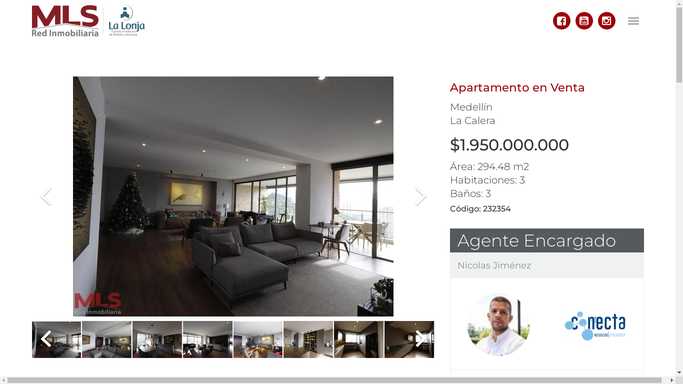 MLS
Red Inmobiliaria
La Lonja
Apartamento en Venta
Medellín
La Calera
$1.950.000.000
Área: 294.48 m2
Habitaciones: 3
Baños: 3
Código: 232354
Agente Encargado
Nicolas Jiménez
MLS
Red Inmobiliaria
conecta